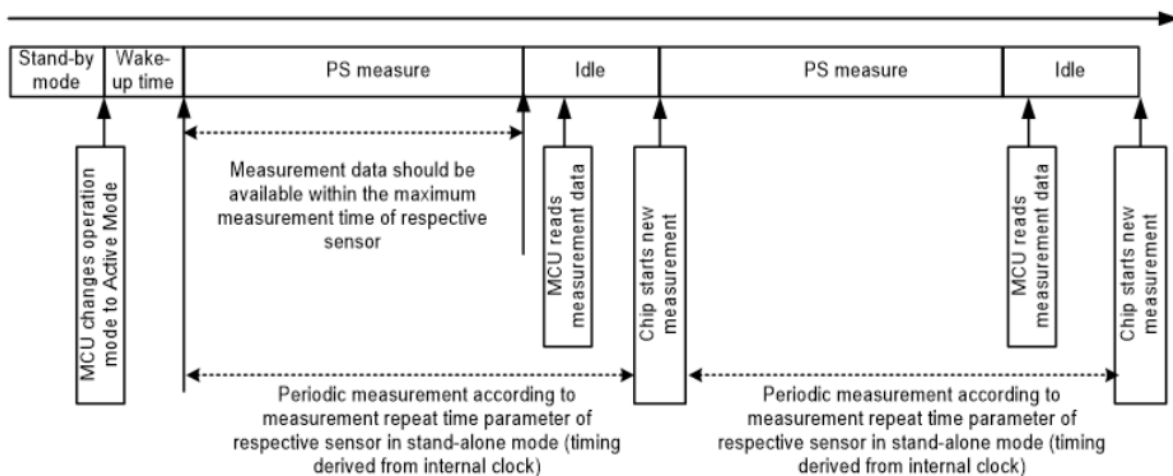 Stand-by
mode
Wake-
up time
PS measure
Idle
PS measure
Idle
MCU changes operation
mode to Active Mode
Measurement data should be
available within the maximum
measurement time of respective
sensor
MCU reads
measurement data
Chip starts new
measurement
MCU reads
measurement data
Chip starts new
measurement
Periodic measurement according to
measurement repeat time parameter of
respective sensor in stand-alone mode (timing
derived from internal clock)
Periodic measurement according to
measurement repeat time parameter of
respective sensor in stand-alone mode (timing
derived from internal clock)